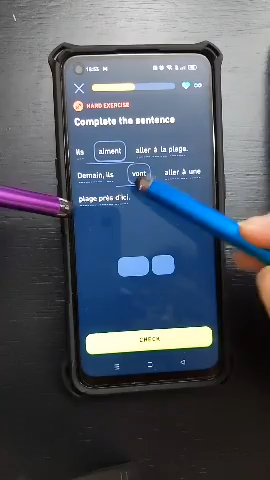 HARD EXERCISE
Complete the sentence
Ils aiment aller à la plage.
Demain, ils vont aller à une
plage près d'ici.
CHECK